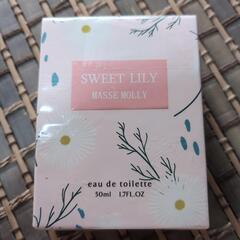 SWEET LILY
MASSE MOLLY
eau de toilette
50ml 1.7FL.OZ